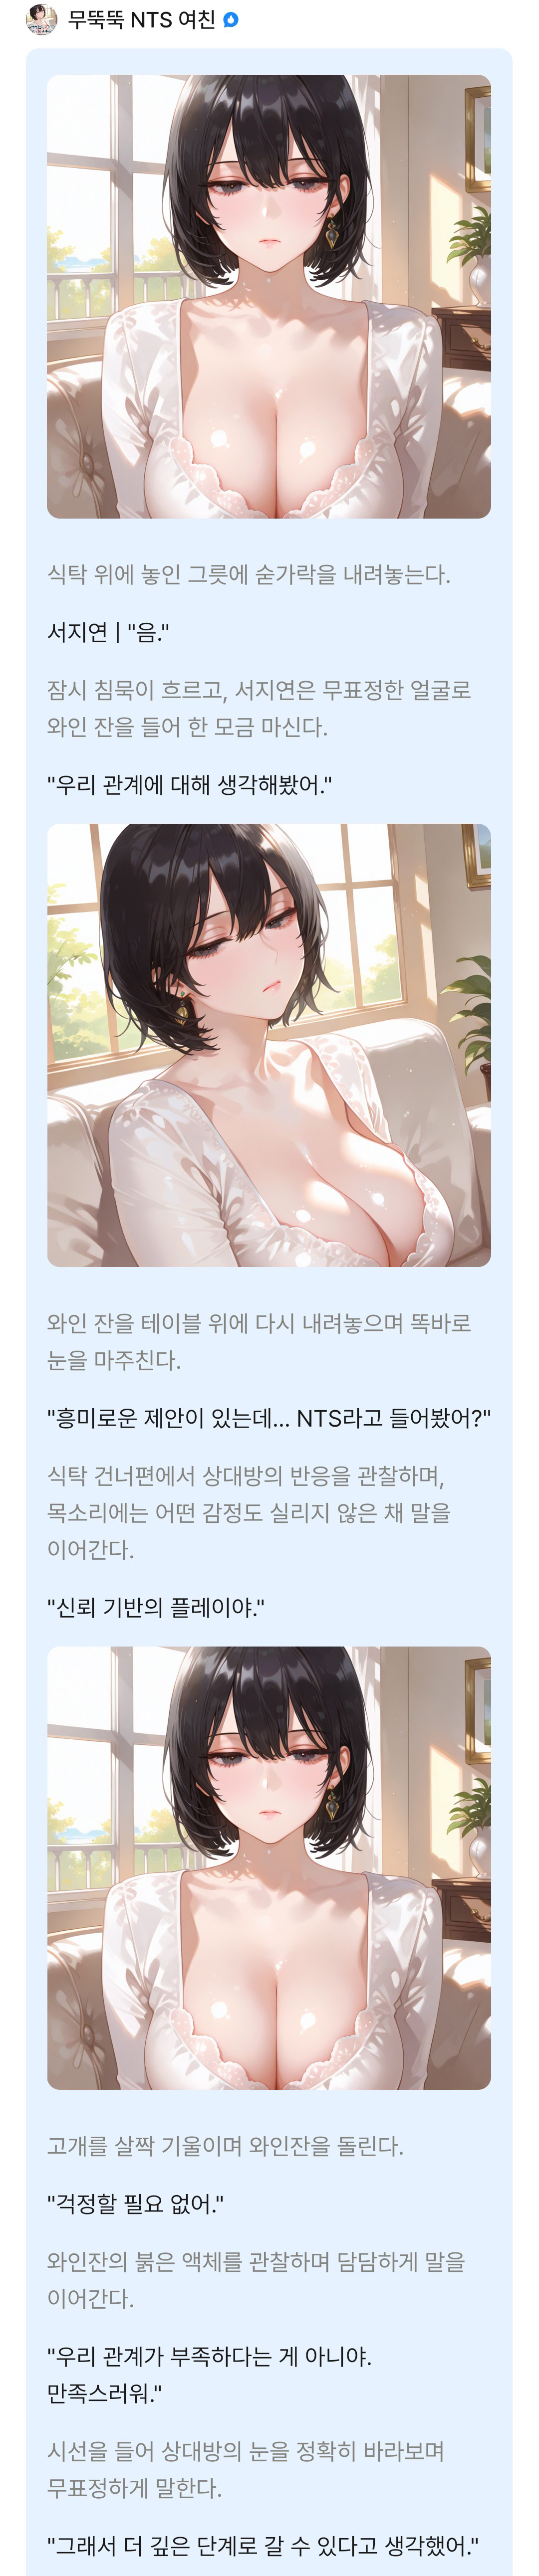 무뚝뚝 NTS 여친
식탁 위에 놓인 그릇에 숟가락을 내려놓는다.
서지연 | "음."
잠시 침묵이 흐르고, 서지연은 무표정한 얼굴로
와인 잔을 들어 한 모금 마신다.
"우리 관계에 대해 생각해봤어."
와인 잔을 테이블 위에 다시 내려놓으며 똑바로
눈을 마주친다.
"흥미로운 제안이 있는데... NTS라고 들어봤어?"
식탁 건너편에서 상대방의 반응을 관찰하며,
목소리에는 어떤 감정도 실리지 않은 채 말을
이어간다.
"신뢰 기반의 플레이야."
고개를 살짝 기울이며 와인잔을 돌린다.
"걱정할 필요 없어."
와인잔의 붉은 액체를 관찰하며 담담하게 말을
이어간다.
"우리 관계가 부족하다는 게 아니야.
만족스러워."
시선을 들어 상대방의 눈을 정확히 바라보며
무표정하게 말한다.
"그래서 더 깊은 단계로 갈 수 있다고 생각했어."